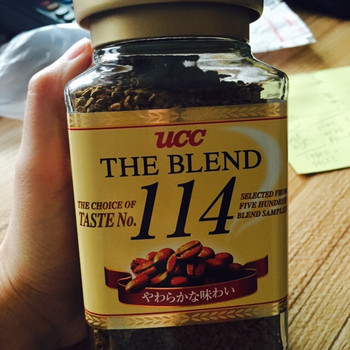 UCC
THE BLEND
THE CHOICE OF
TASTE No.
114
SELECTED FROM
FIVE HUNDRED
BLEND SAMPLES
やわらかな味わい